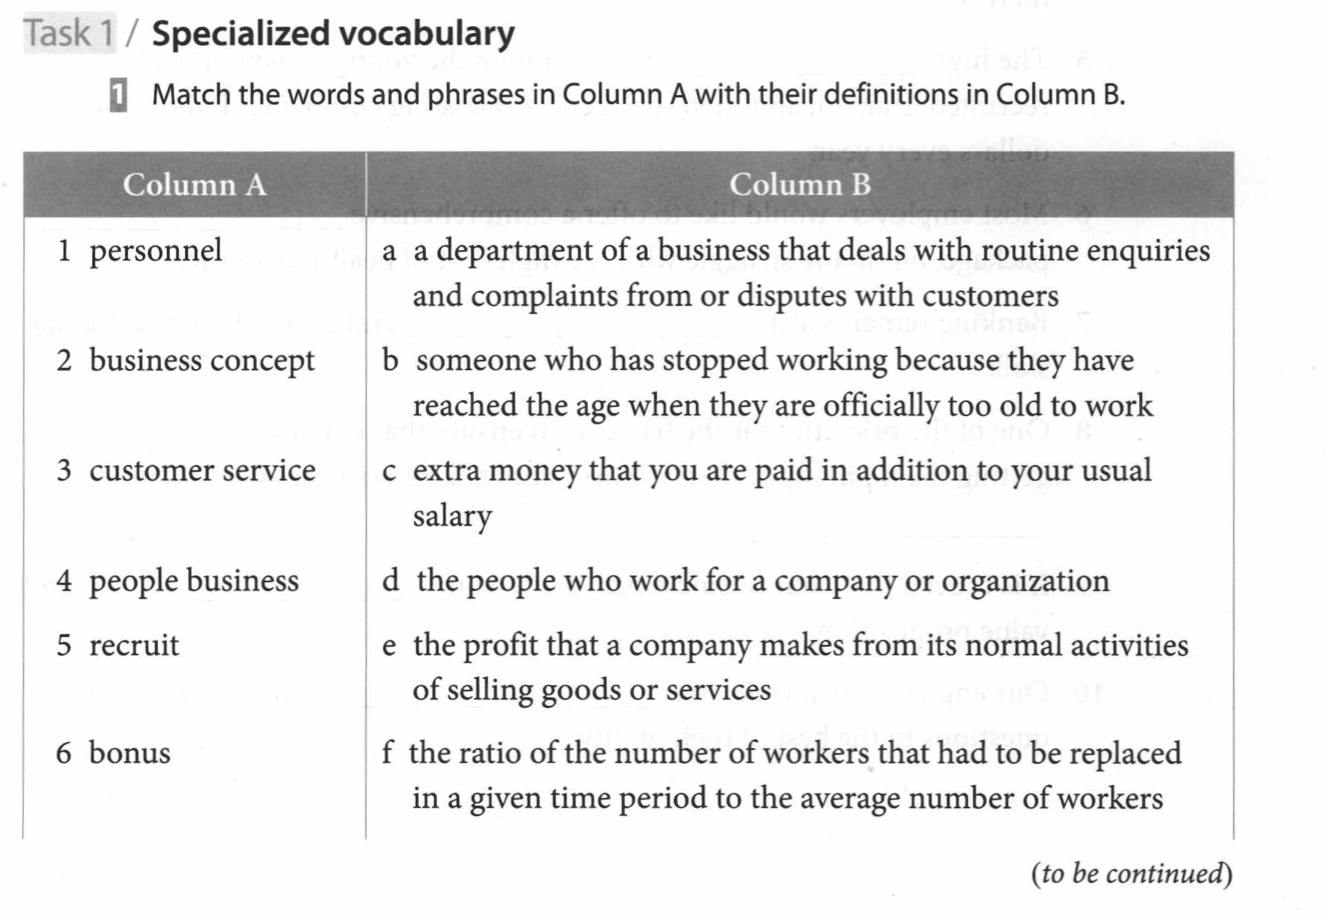 Task 1 / Specialized vocabulary
1 Match the words and phrases in Column A with their definitions in Column B.
Column A Column B
1 personnel a a department of a business that deals with routine enquiries
and complaints from or disputes with customers
2 business concept b someone who has stopped working because they have
reached the age when they are officially too old to work
3 customer service c extra money that you are paid in addition to your usual
salary
4 people business d the people who work for a company or organization
5 recruit e the profit that a company makes from its normal activities
of selling goods or services
6 bonus f the ratio of the number of workers that had to be replaced
in a given time period to the average number of workers
(to be continued)